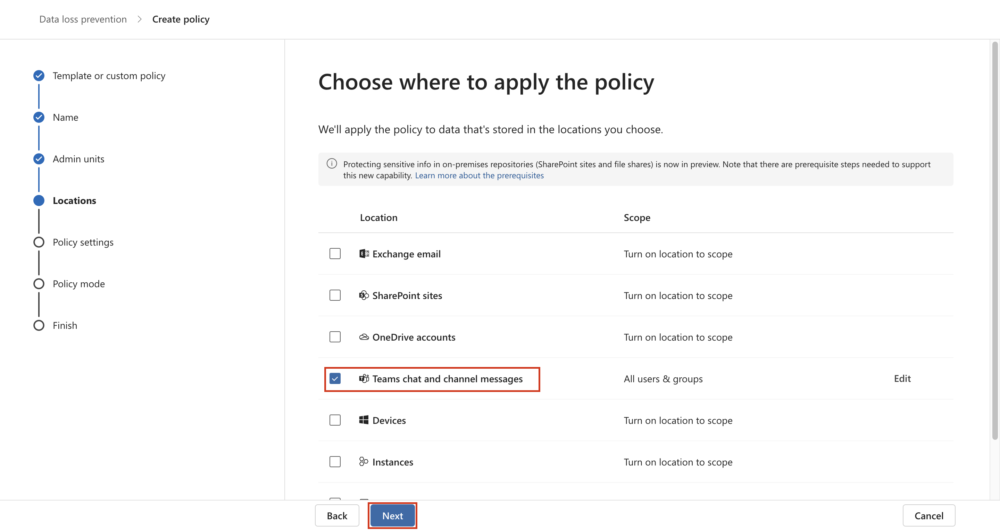 Data loss prevention > Create policy
Template or custom policy
Name
Admin units
Locations
Policy settings
Policy mode
Finish
Choose where to apply the policy
We'll apply the policy to data that's stored in the locations you choose.
Protecting sensitive info in on-premises repositories (SharePoint sites and file shares) is now in preview. Note that there are prerequisite steps needed to support
this new capability. Learn more about the prerequisites
Location Scope
Exchange email Turn on location to scope
SharePoint sites Turn on location to scope
OneDrive accounts Turn on location to scope
Teams chat and channel messages All users & groups Edit
Devices Turn on location to scope
Instances Turn on location to scope
Back Next Cancel